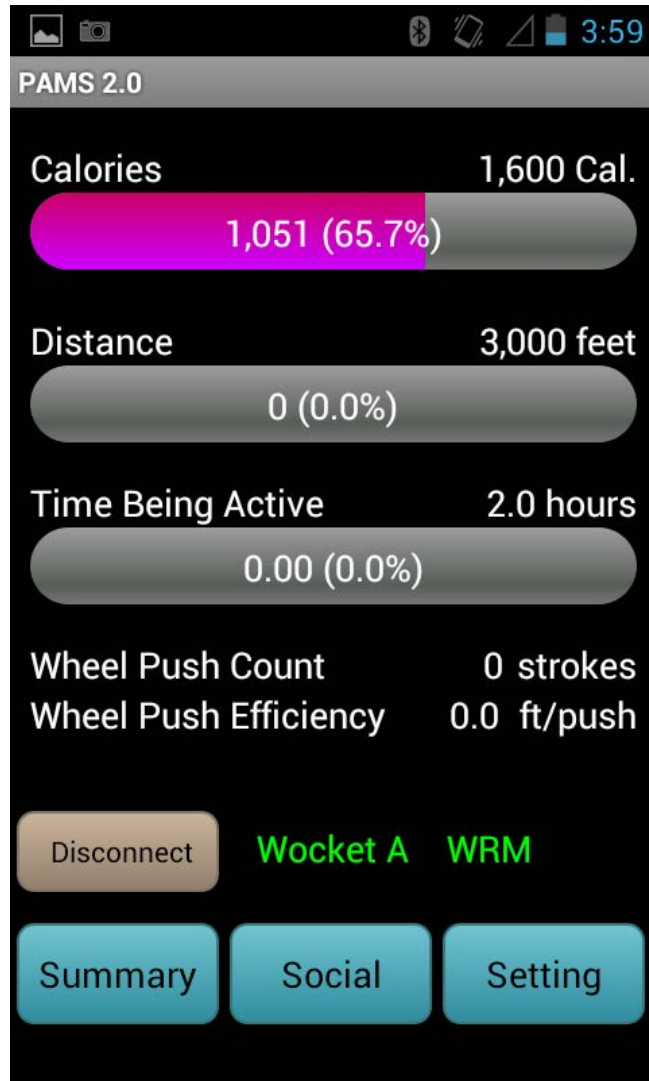 3:59
PAMS 2.0
Calories 1,600 Cal.
1,051 (65.7%)
Distance 3,000 feet
0 (0.0%)
Time Being Active 2.0 hours
0.00 (0.0%)
Wheel Push Count 0 strokes
Wheel Push Efficiency 0.0 ft/push
Disconnect Wocket A WRM
Summary Social Setting